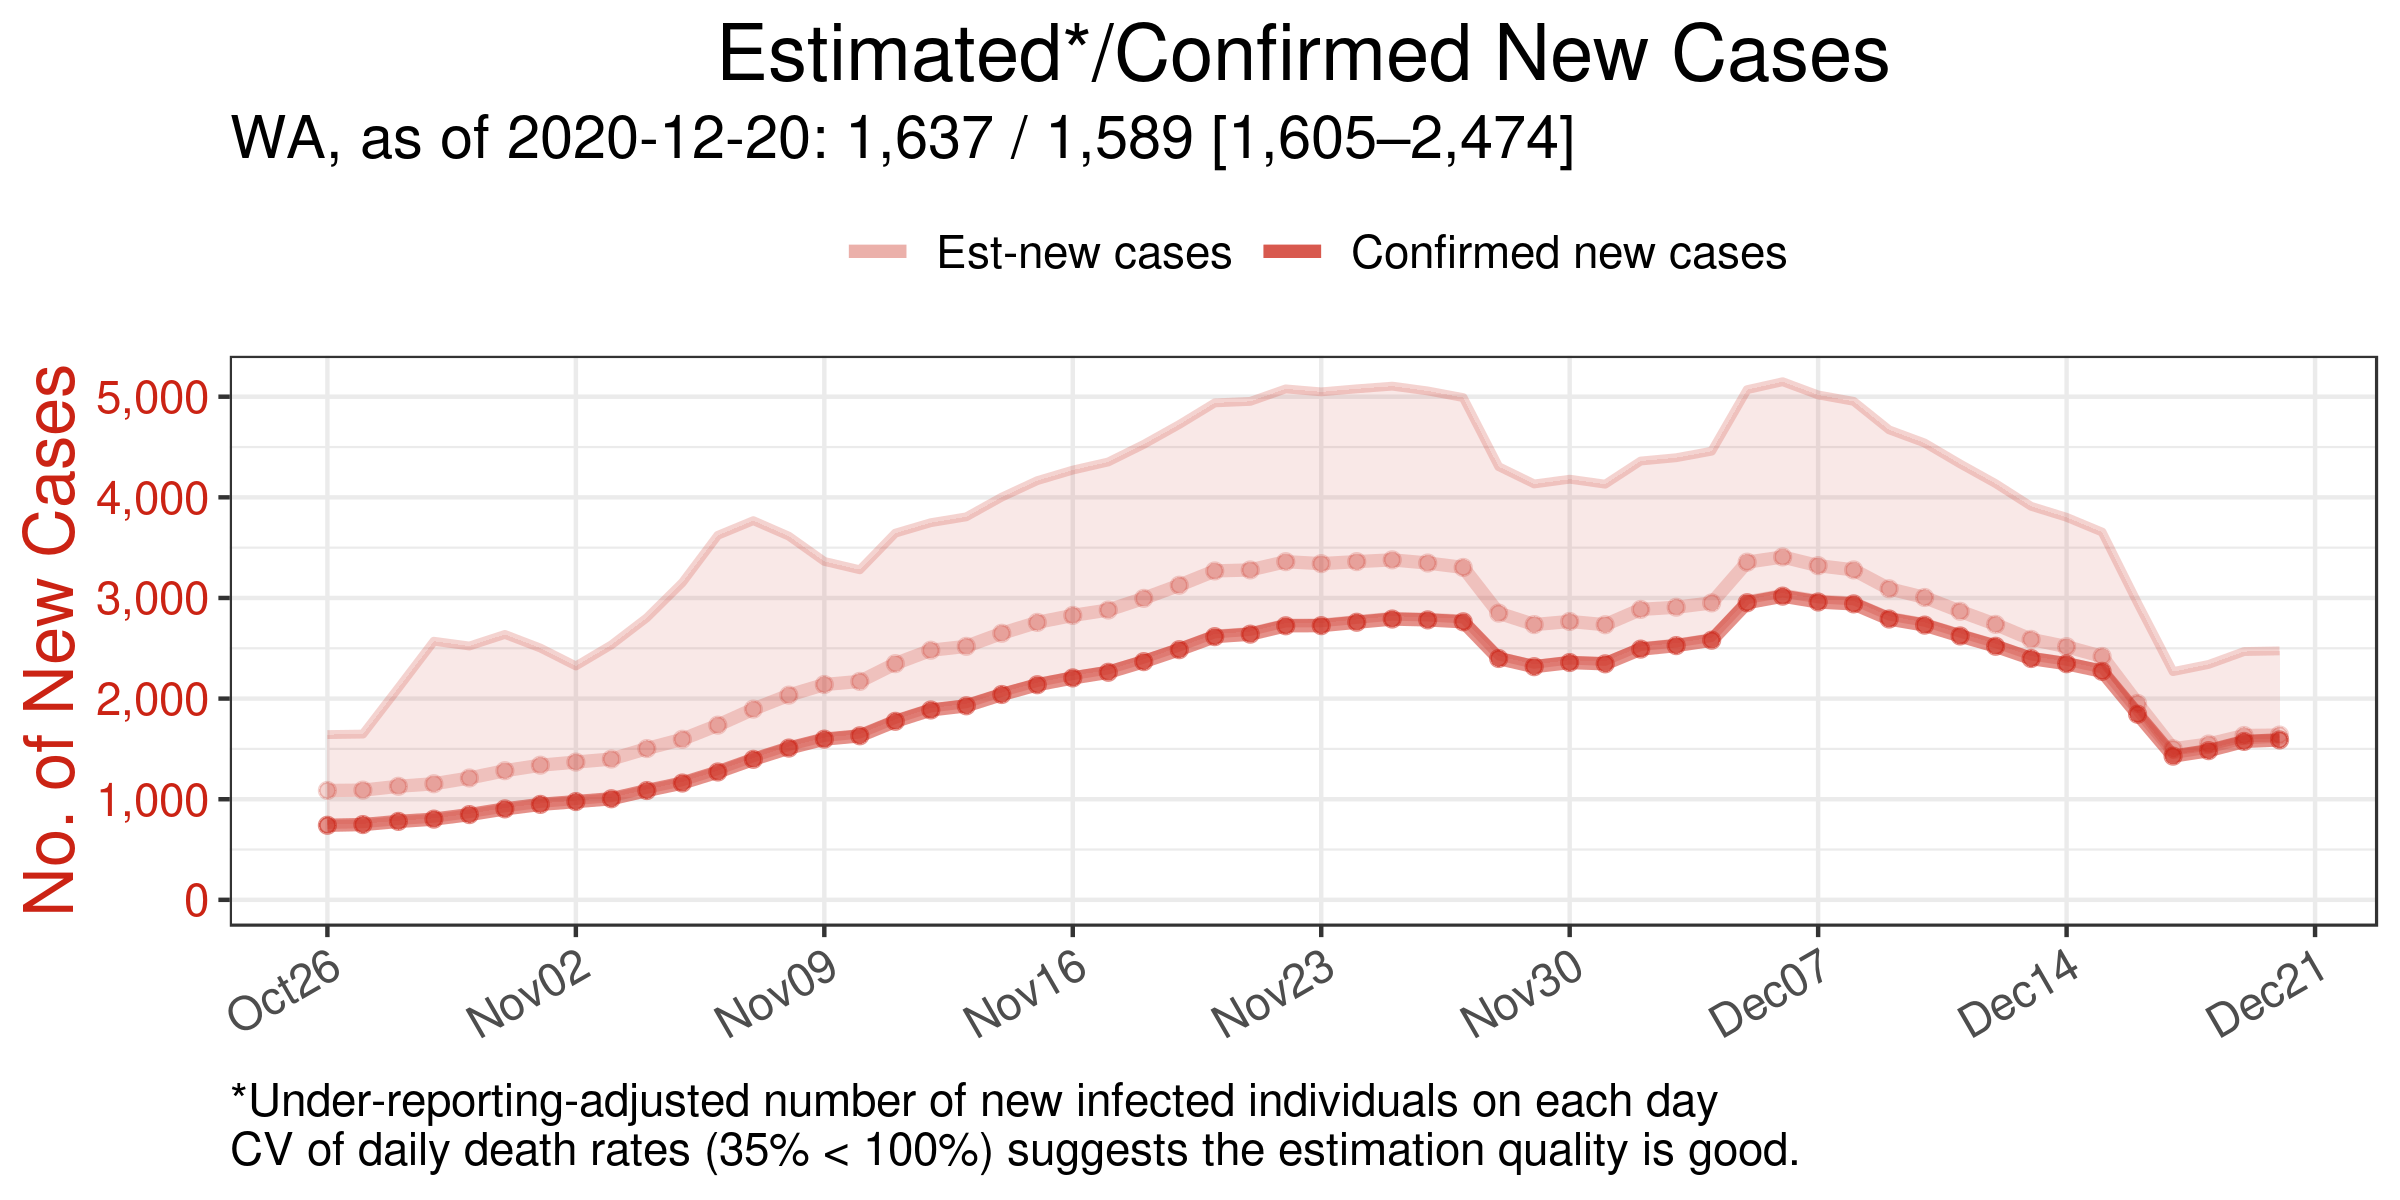 Estimated*/Confirmed New Cases
WA, as of 2020-12-20: 1,637 / 1,589 [1,605–2,474]
Est-new cases
Confirmed new cases
No. of New Cases
5,000
4,000
3,000
2,000
1,000
0
Oct26
Nov02
Nov09
Nov16
Nov23
Nov30
Dec07
Dec14
Dec21
*Under-reporting-adjusted number of new infected individuals on each day
CV of daily death rates (35% < 100%) suggests the estimation quality is good.